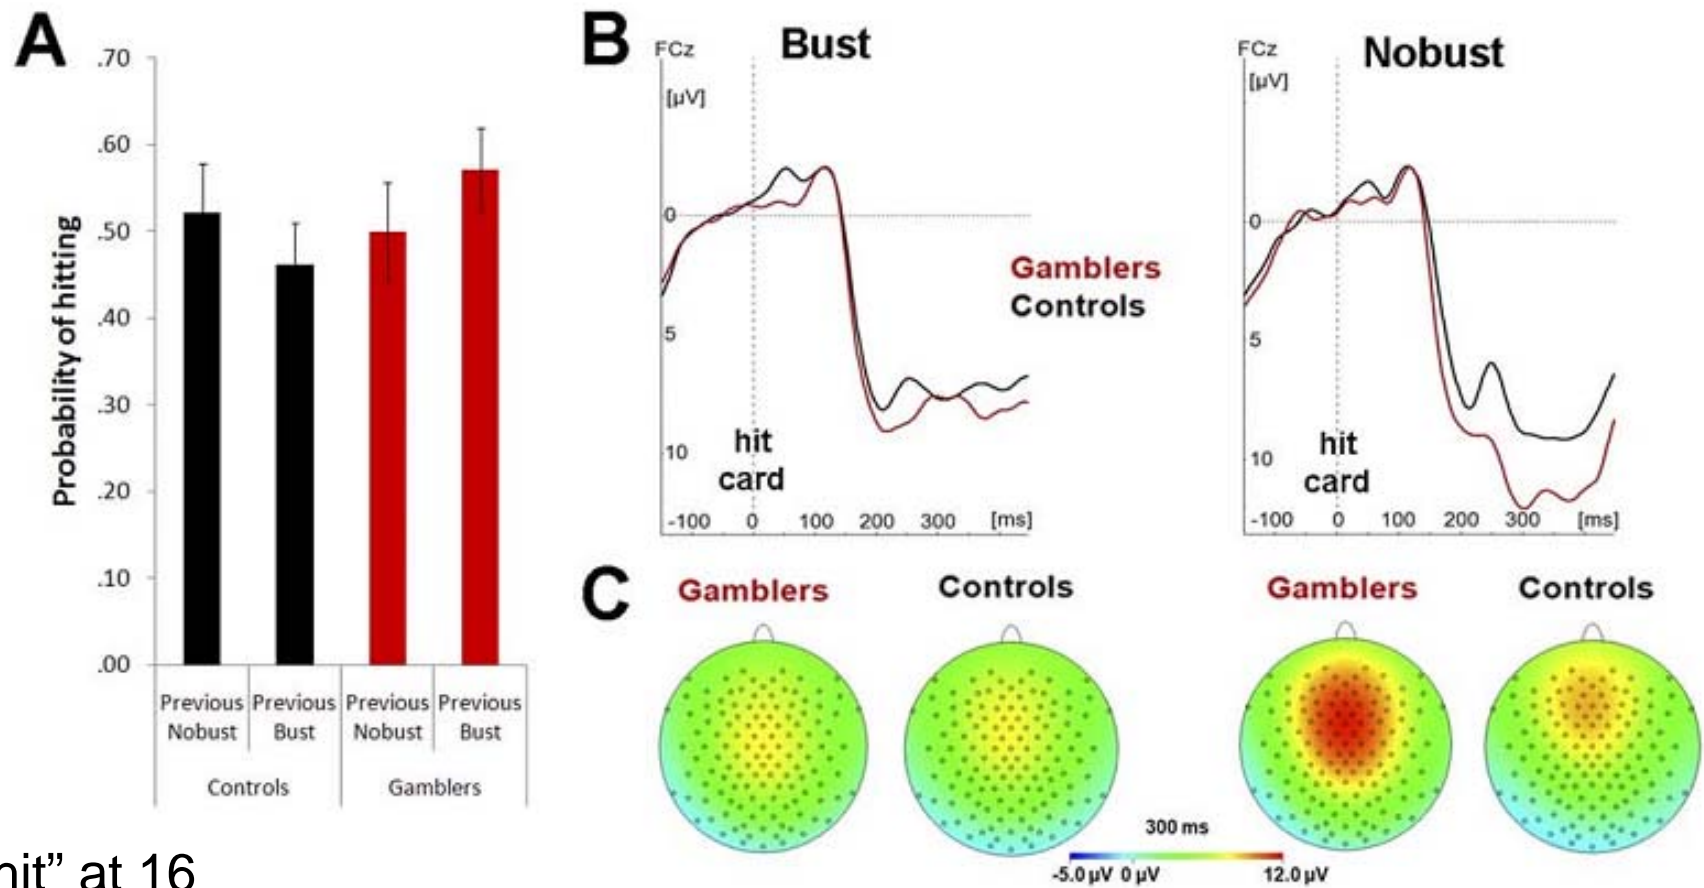 A
.70
.60
.50
.40
.30
.20
.10
.00
Probability of hitting
Previous Nobust
Previous Bust
Previous Nobust
Previous Bust
Controls
Gamblers
B
Bust
FCz
[µV]
0
5
10
hit
card
-100 0 100 200 300 [ms]
Gamblers
Controls
Nobust
FCz
[µV]
0
5
10
hit
card
-100 0 100 200 300 [ms]
C
Gamblers
Controls
Gamblers
Controls
300 ms
-5.0 µV 0 µV 12.0 µV
hit” at 16